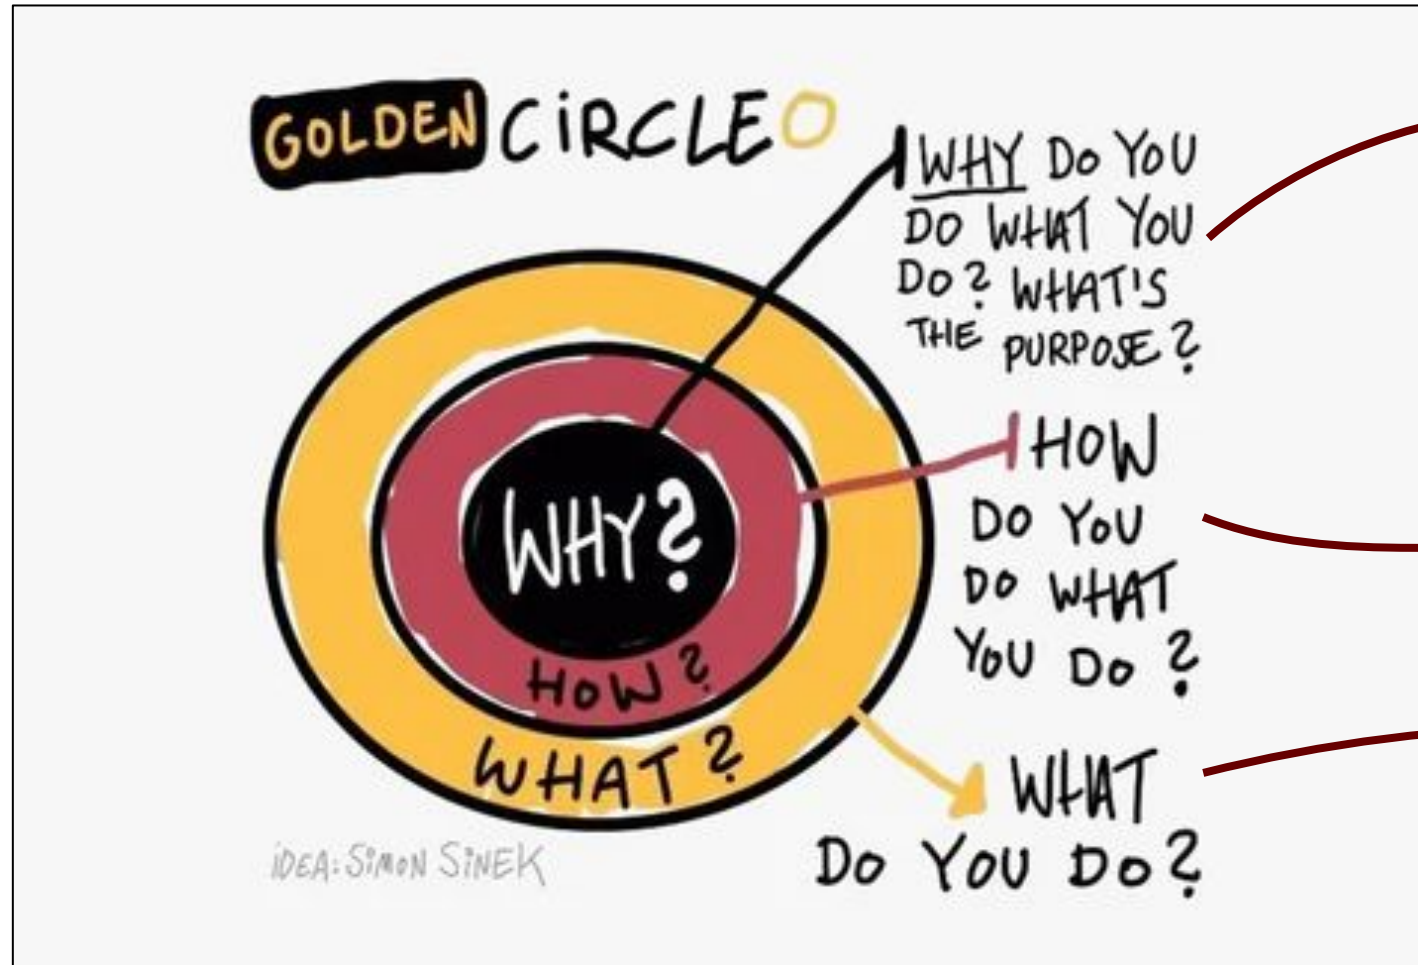 GOLDEN CiRCLE
WHY DO YOU
DO WHAT YOU
DO? WHAT'S
THE PURPOSE?
HOW
DO YOU
DO WHAT
YOU DO?
WHY?
HOW?
WHAT?
WHAT
DO YOU DO?
iDEA: SiMON SiNEK